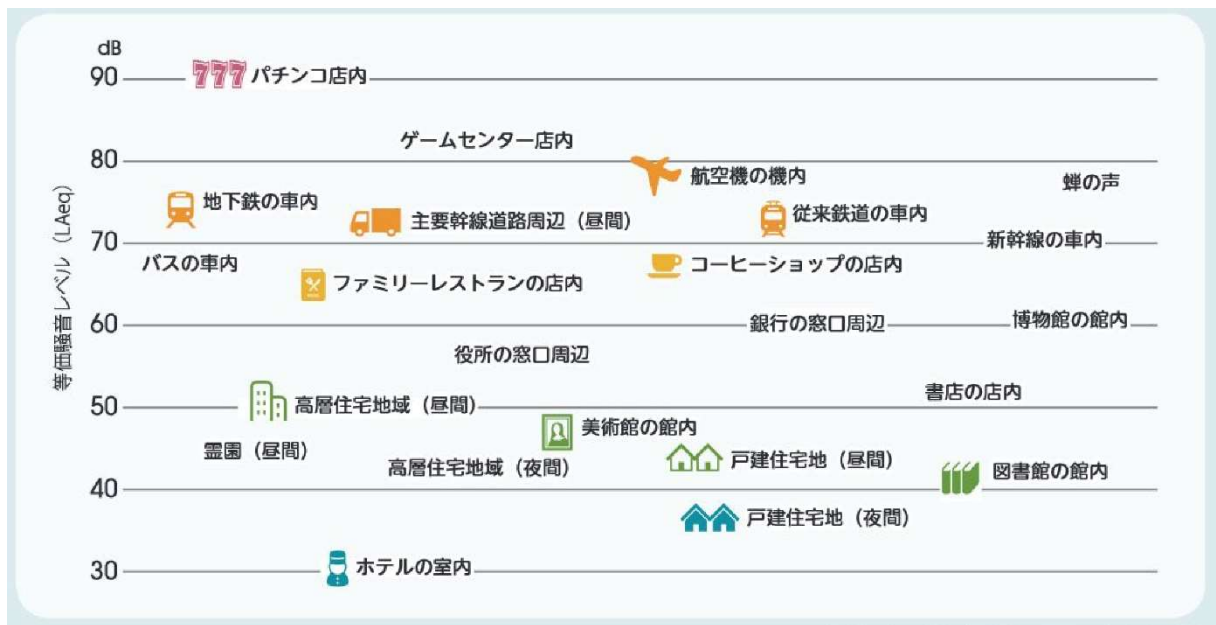 dB
90
777 パチンコ店内
ゲームセンター店内
80
航空機の機内
蝉の声
地下鉄の車内
主要幹線道路周辺（昼間）
従来鉄道の車内
70
新幹線の車内
バスの車内
ファミリーレストランの店内
コーヒーショップの店内
60
銀行の窓口周辺
博物館の館内
役所の窓口周辺
書店の店内
50
高層住宅地域（昼間）
美術館の館内
霊園（昼間）
高層住宅地域（夜間）
戸建住宅地（昼間）
図書館の館内
40
戸建住宅地（夜間）
30
ホテルの室内
等価騒音レベル（LAeq）